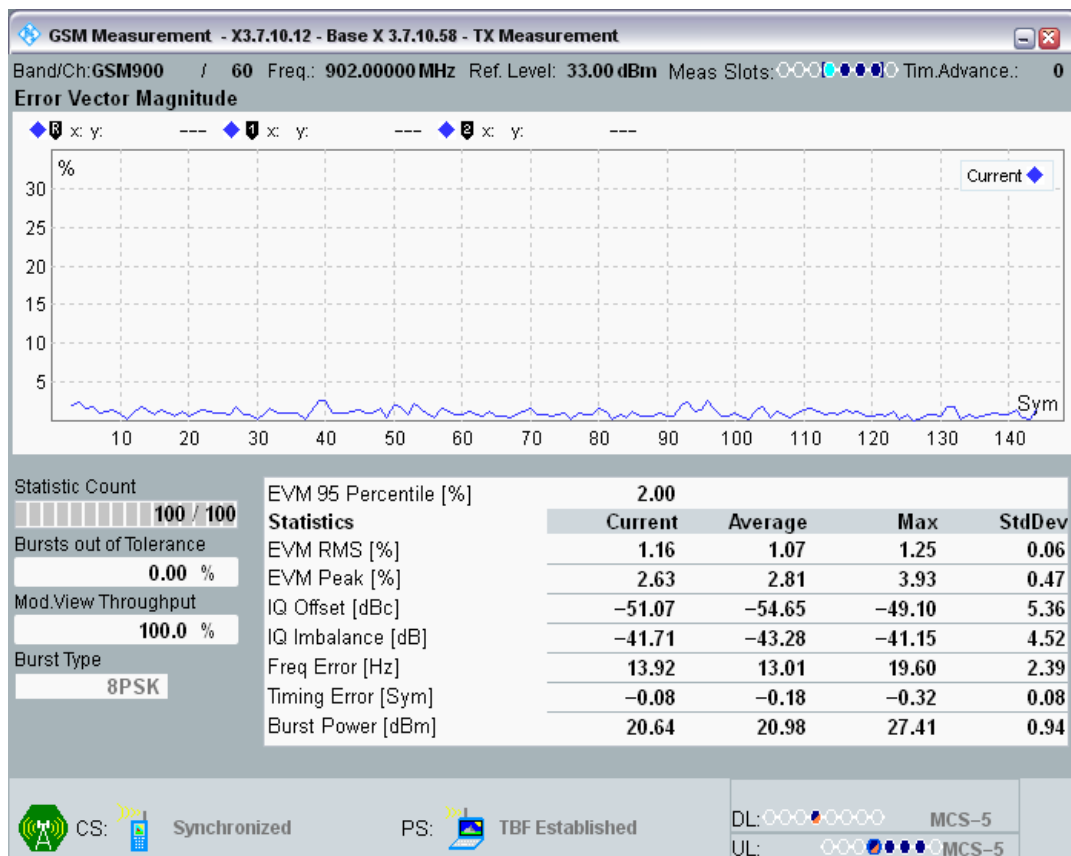 GSM Measurement - X3.7.10.12 - Base X 3.7.10.58 - TX Measurement
Band/Ch:GSM900 / 60 Freq.: 902.00000 MHz Ref. Level: 33.00 dBm Meas Slots: Tim.Advance.: 0
Error Vector Magnitude
R x: y: --- 1 x: y: --- 2 x: y: ---
%
Current
30
25
20
15
10
5
Sym
10 20 30 40 50 60 70 80 90 100 110 120 130 140
Statistic Count
100 / 100
Bursts out of Tolerance
0.00 %
Mod.View Throughput
100.0 %
Burst Type
8PSK
EVM 95 Percentile [%] 2.00
Statistics Current Average Max StdDev
EVM RMS [%] 1.16 1.07 1.25 0.06
EVM Peak [%] 2.63 2.81 3.93 0.47
IQ Offset [dBc] −51.07 −54.65 −49.10 5.36
IQ Imbalance [dB] −41.71 −43.28 −41.15 4.52
Freq Error [Hz] 13.92 13.01 19.60 2.39
Timing Error [Sym] −0.08 −0.18 −0.32 0.08
Burst Power [dBm] 20.64 20.98 27.41 0.94
CS: Synchronized PS: TBF Established
DL: MCS−5
UL: MCS−5